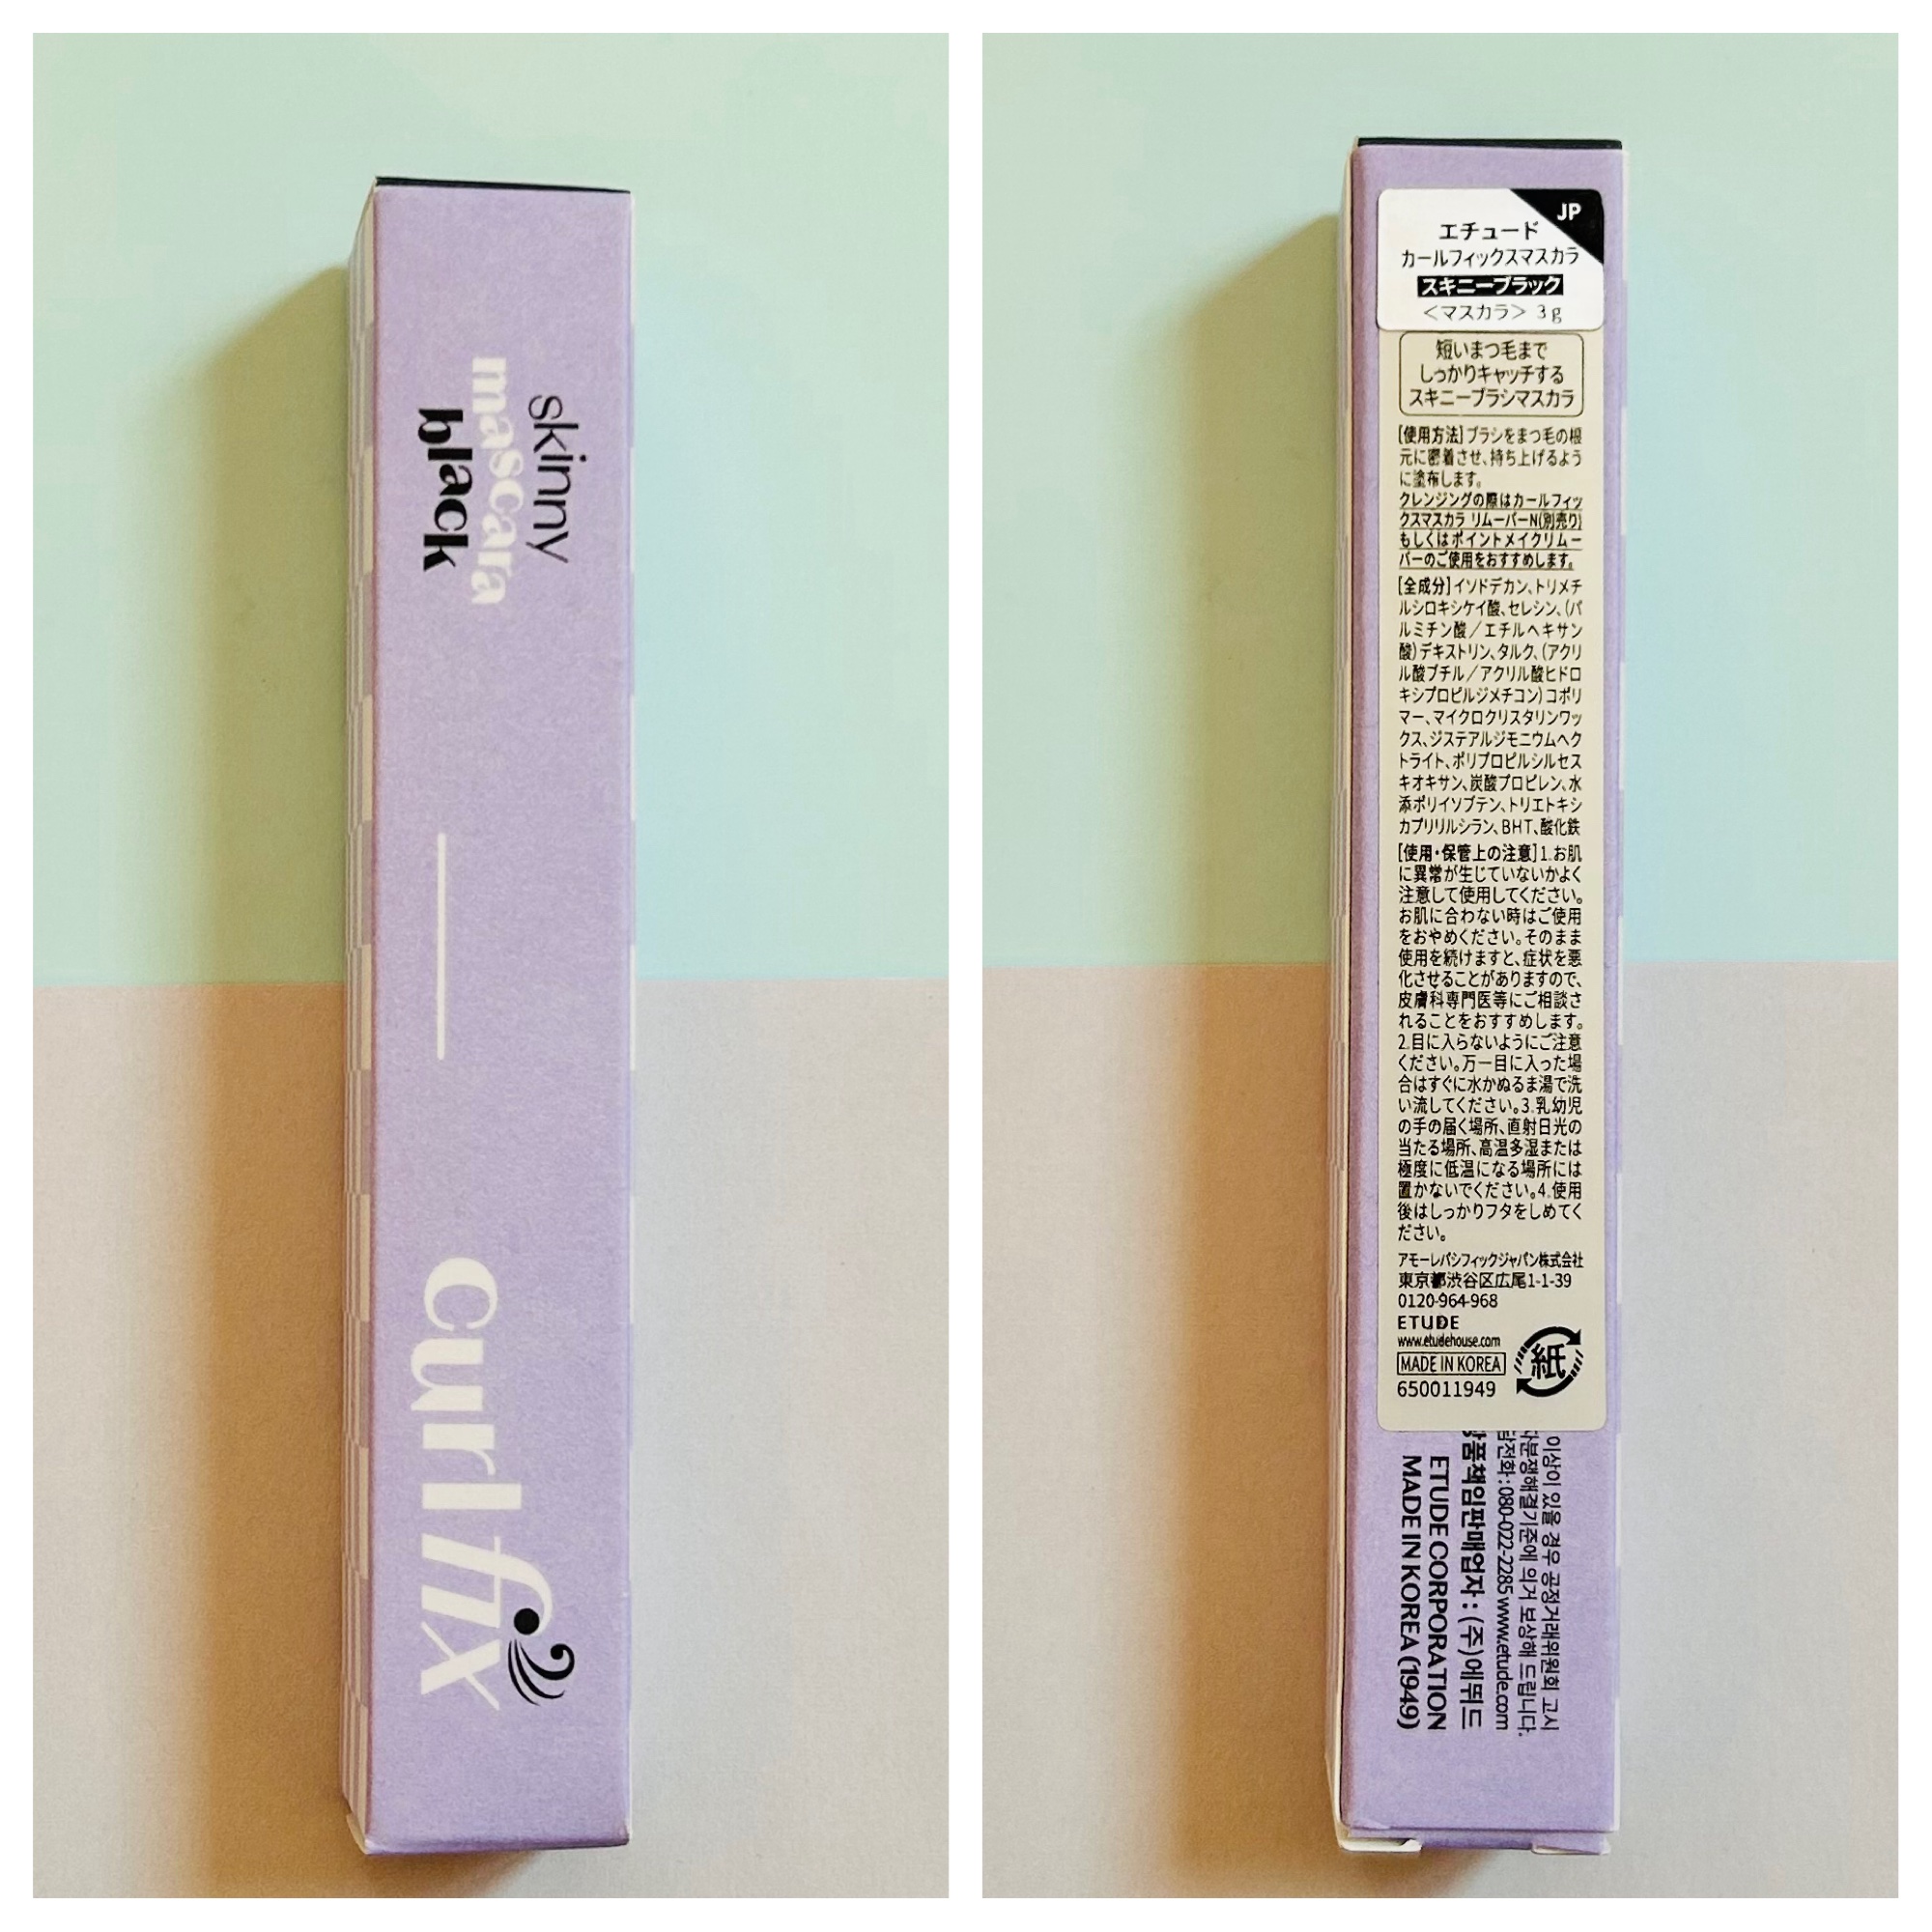 skinny
mascara
black
curl fix
JP
エチュード
カールフィックスマスカラ
スキニーブラック
<マスカラ> 3g
短いまつ毛まで
しっかりキャッチする
スキニーブラシマスカラ
[使用方法]ブラシをまつ毛の根
元に密着させ、持ち上げるよう
に塗布します。
クレンジングの際はカールフィッ
クスマスカラ リムーバーN(別売り)
もしくはポイントメイクリムー
バーのご使用をおすすめします。
[全成分]イソドデカン、トリメチ
ルシロキシケイ酸、セレシン、(パ
ルミチン酸/エチルヘキサン
酸)デキストリン、タルク、(アクリ
ル酸ブチル/アクリル酸ヒドロ
キシプロピルジメチコン)コポリ
マー、マイクロクリスタリンワッ
クス、ジステアルジモニウムヘク
トライト、ポリプロピルシルセス
キオキサン、炭酸プロピレン、水
添ポリイソブテン、トリエトキシ
カプリリルシラン、BHT、酸化鉄
[使用・保管上の注意]1.お肌
に異常が生じていないかよく
注意して使用してください。
お肌に合わない時はご使用
をおやめください。そのまま
使用を続けますと、症状を悪
化させることがありますので、
皮膚科専門医等にご相談さ
れることをおすすめします。
2.目に入らないようにご注意
ください。万一目に入った場
合はすぐに水かぬるま湯で洗
い流してください。3.乳幼児
の手の届く場所、直射日光の
当たる場所、高温多湿または
極度に低温になる場所には
置かないでください。4.使用
後はしっかりフタをしめてく
ださい。
アモーレパシフィックジャパン株式会社
東京都渋谷区広尾1-1-39
0120-964-968
ETUDE
www.etudehouse.com
MADE IN KOREA
650011949
紙
이상이 있을 경우 공정거래위원회 고시
분쟁해결기준에 의거 보상해 드립니다.
전화:080-022-2285 www.etude.com
품책임판매업자 : (주)에뛰드
ETUDE CORPORATION
MADE IN KOREA (1949)